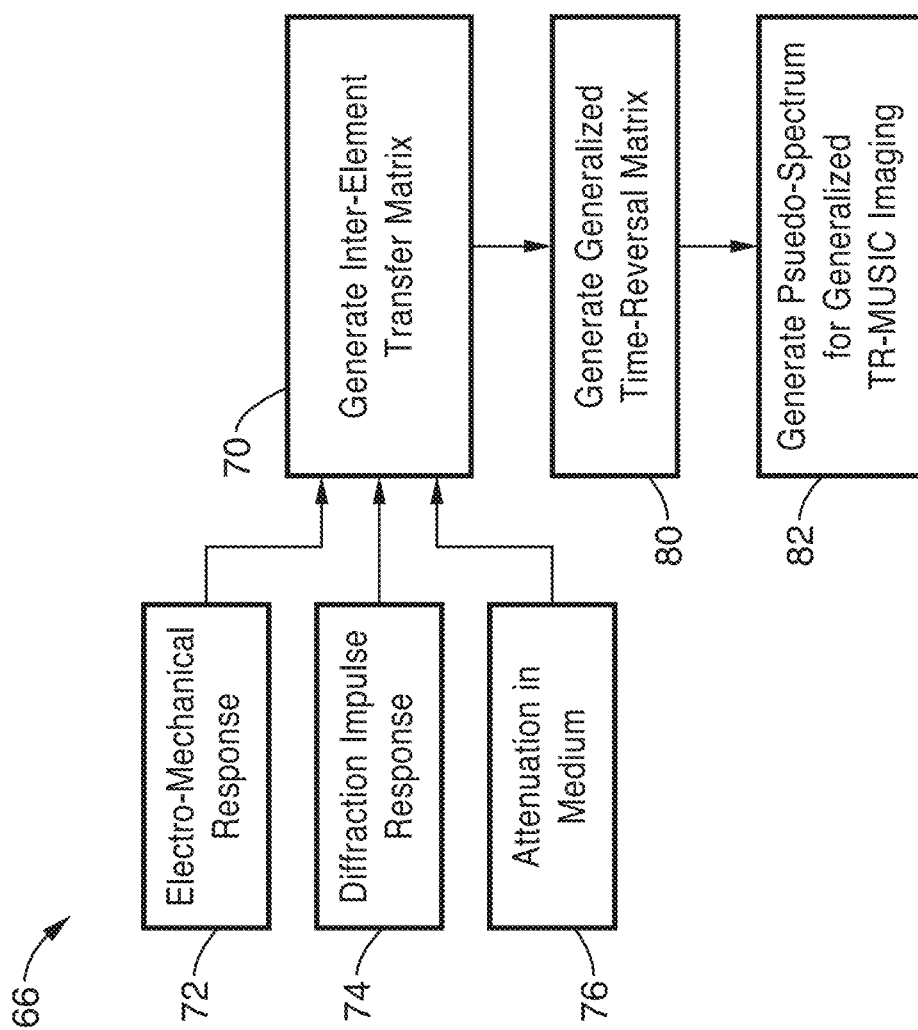 66
72
Electro-Mechanical
Response
74
Diffraction Impulse
Response
76
Attenuation in
Medium
70
Generate Inter-Element
Transfer Matrix
80
Generate Generalized
Time-Reversal Matrix
82
Generate Psuedo-Spectrum
for Generalized
TR-MUSIC Imaging